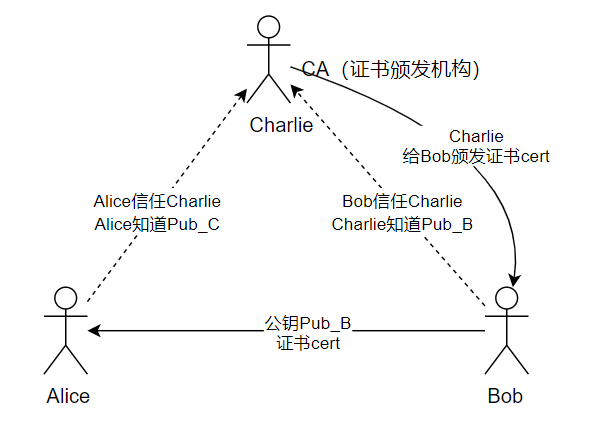 CA（证书颁发机构）
Charlie
Charlie
给Bob颁发证书cert
Alice信任Charlie
Alice知道Pub_C
Bob信任Charlie
Charlie知道Pub_B
公钥Pub_B
证书cert
Alice
Bob